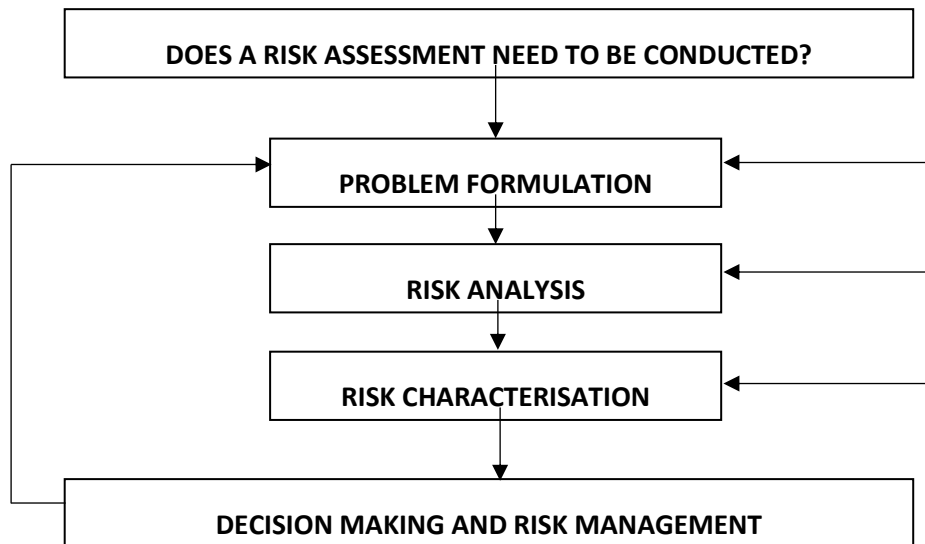 DOES A RISK ASSESSMENT NEED TO BE CONDUCTED?
PROBLEM FORMULATION
RISK ANALYSIS
RISK CHARACTERISATION
DECISION MAKING AND RISK MANAGEMENT